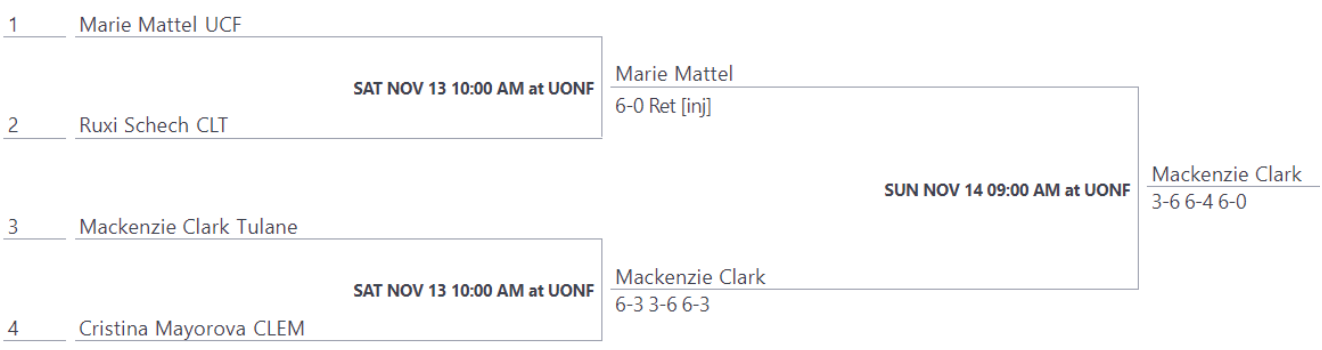 1 Marie Mattel UCF
SAT NOV 13 10:00 AM at UONF
2 Ruxi Schech CLT
Marie Mattel
6-0 Ret [inj]
3 Mackenzie Clark Tulane
SAT NOV 13 10:00 AM at UONF
4 Cristina Mayorova CLEM
Mackenzie Clark
6-3 3-6 6-3
SUN NOV 14 09:00 AM at UONF
Mackenzie Clark
3-6 6-4 6-0